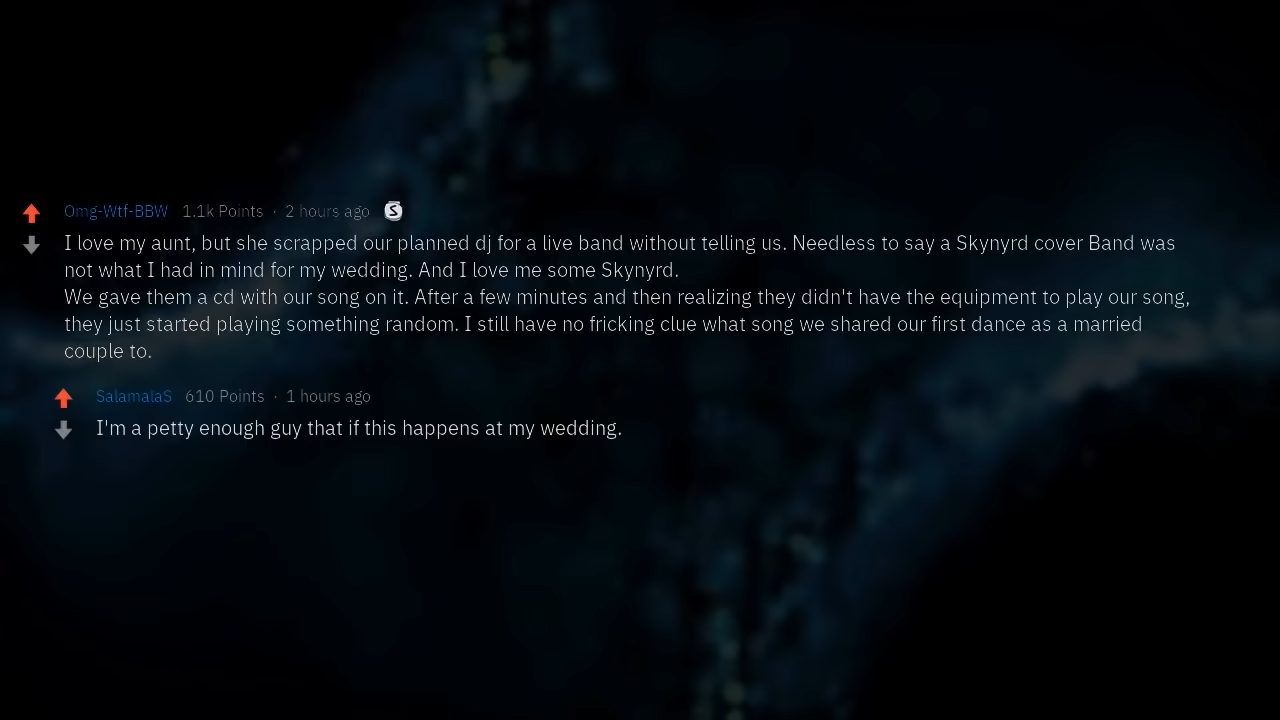 Omg-Wtf-BBW 1.1k Points · 2 hours ago S
I love my aunt, but she scrapped our planned dj for a live band without telling us. Needless to say a Skynyrd cover Band was
not what I had in mind for my wedding. And I love me some Skynyrd.
We gave them a cd with our song on it. After a few minutes and then realizing they didn't have the equipment to play our song,
they just started playing something random. I still have no fricking clue what song we shared our first dance as a married
couple to.
SalamalaS 610 Points · 1 hours ago
I'm a petty enough guy that if this happens at my wedding.